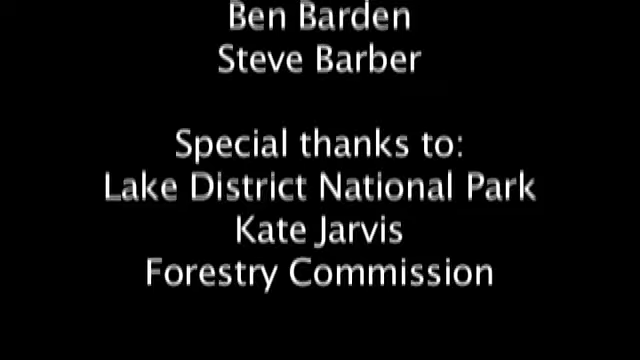 Ben Barden
Steve Barber
Special thanks to:
Lake District National Park
Kate Jarvis
Forestry Commission